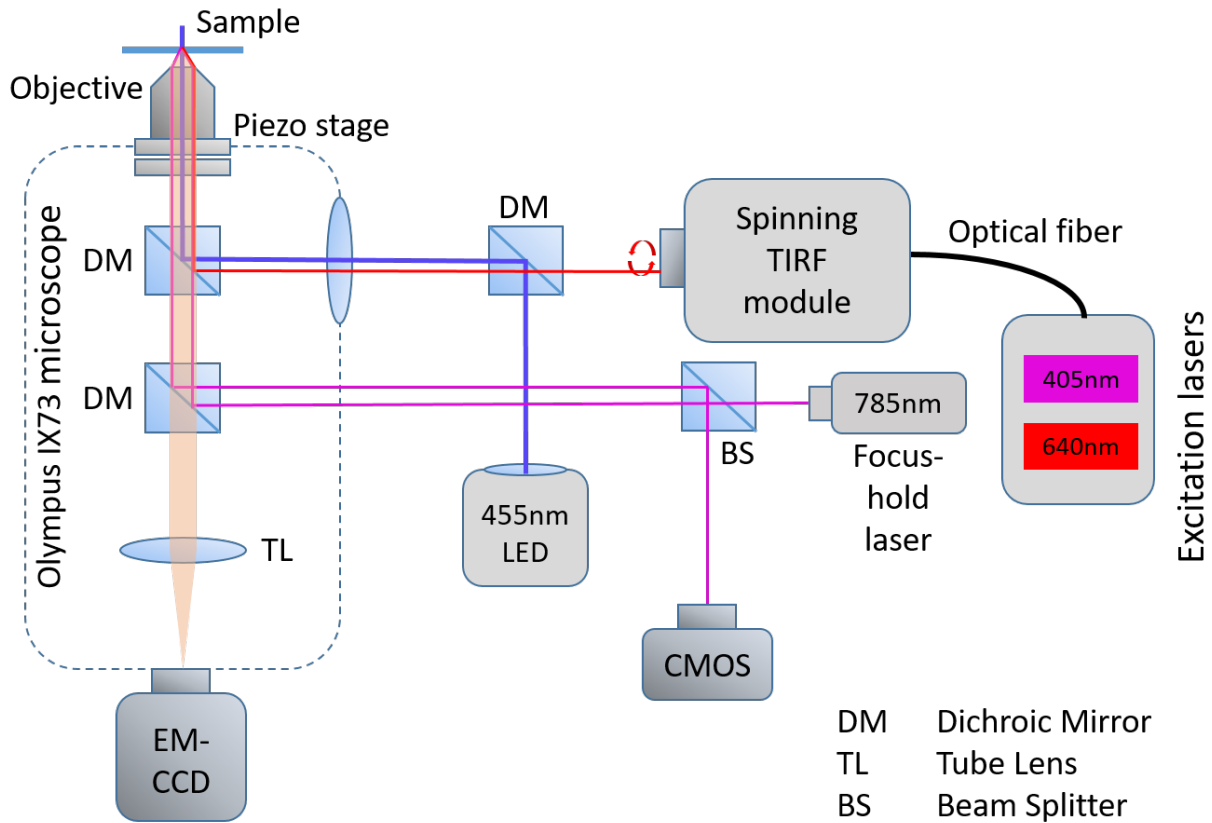 Sample
Objective
Piezo stage
Olympus IX73 microscope
DM
DM
DM
TL
EM-
CCD
455nm
LED
Spinning
TIRF
module
Optical fiber
405nm
640nm
Excitation lasers
785nm
Focus-
hold
laser
BS
CMOS
DM Dichroic Mirror
TL Tube Lens
BS Beam Splitter